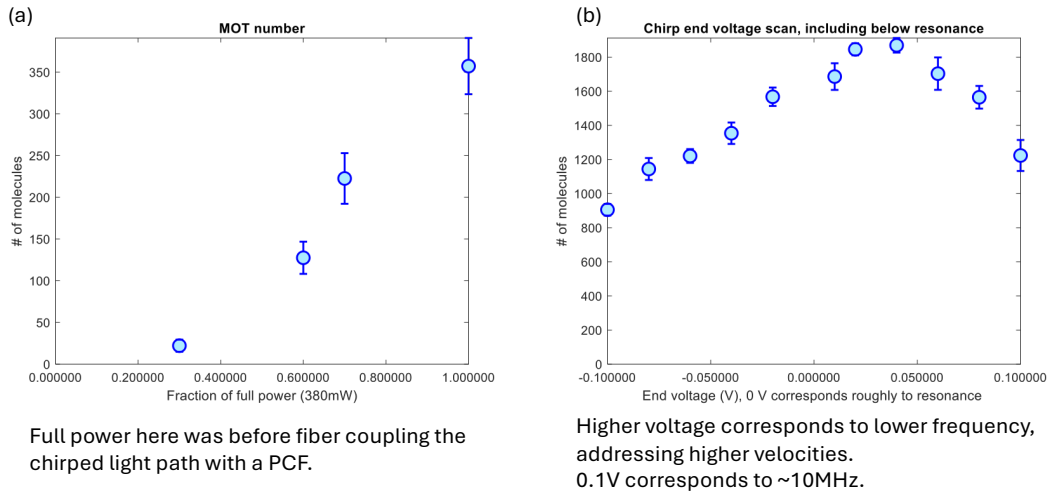 (a)
MOT number
# of molecules
350
300
250
200
150
100
50
0
0.000000 0.200000 0.400000 0.600000 0.800000 1.000000
Fraction of full power (380mW)
Full power here was before fiber coupling the
chirped light path with a PCF.
(b)
Chirp end voltage scan, including below resonance
# of molecules
1800
1600
1400
1200
1000
800
600
400
200
0
-0.100000 -0.050000 0.000000 0.050000 0.100000
End voltage (V), 0 V corresponds roughly to resonance
Higher voltage corresponds to lower frequency,
addressing higher velocities.
0.1V corresponds to ~10MHz.